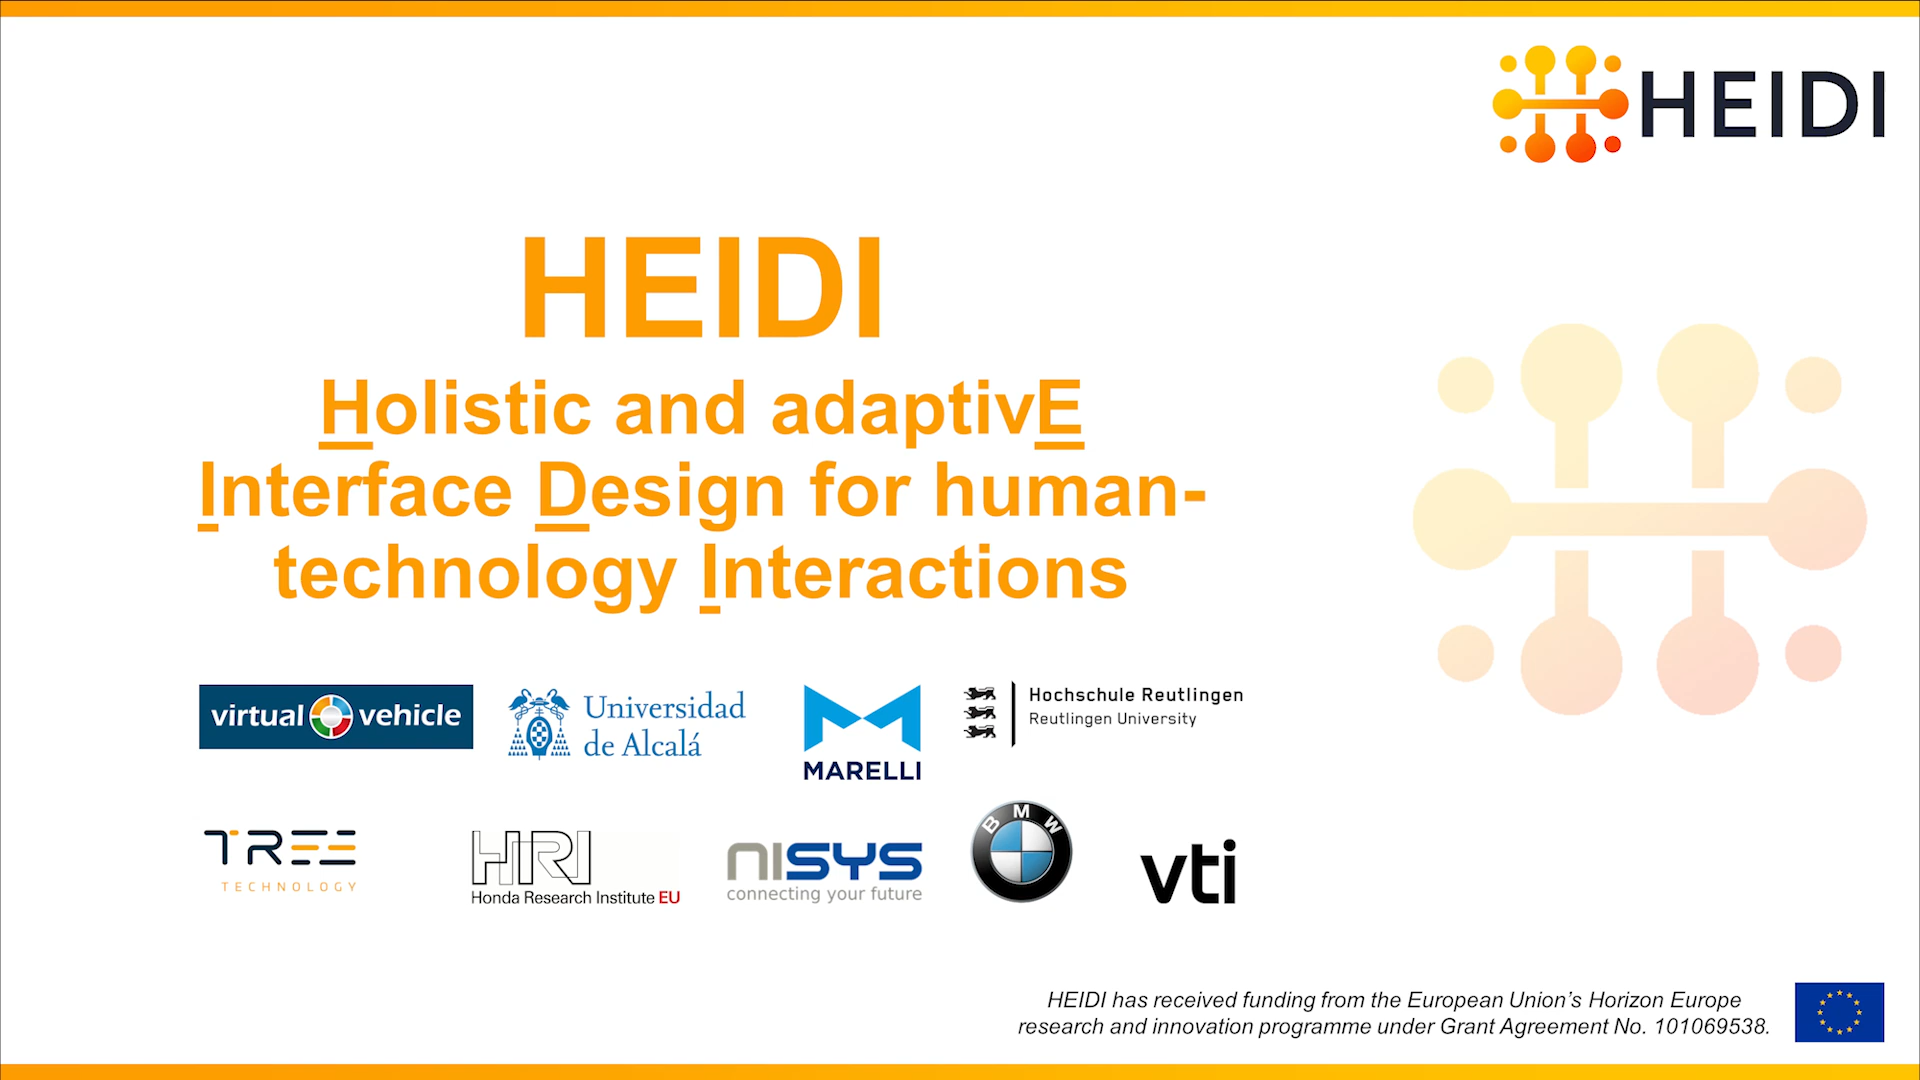 HEIDI
HEIDI
Holistic and adaptivE
Interface Design for human-
technology Interactions
virtual vehicle
Universidad
de Alcalá
MARELLI
Hochschule Reutlingen
Reutlingen University
TREE
TECHNOLOGY
HRI
Honda Research Institute EU
nisys
connecting your future
BMW
vti
HEIDI has received funding from the European Union’s Horizon Europe
research and innovation programme under Grant Agreement No. 101069538.